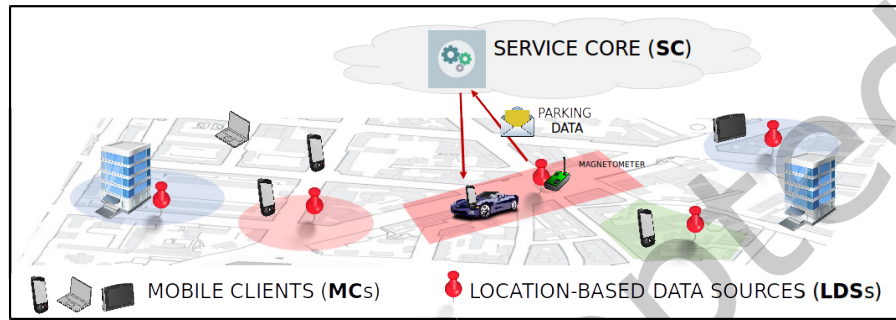 SERVICE CORE (SC)
PARKING
DATA
MAGNETOMETER
MOBILE CLIENTS (MCs)
LOCATION-BASED DATA SOURCES (LDSs)